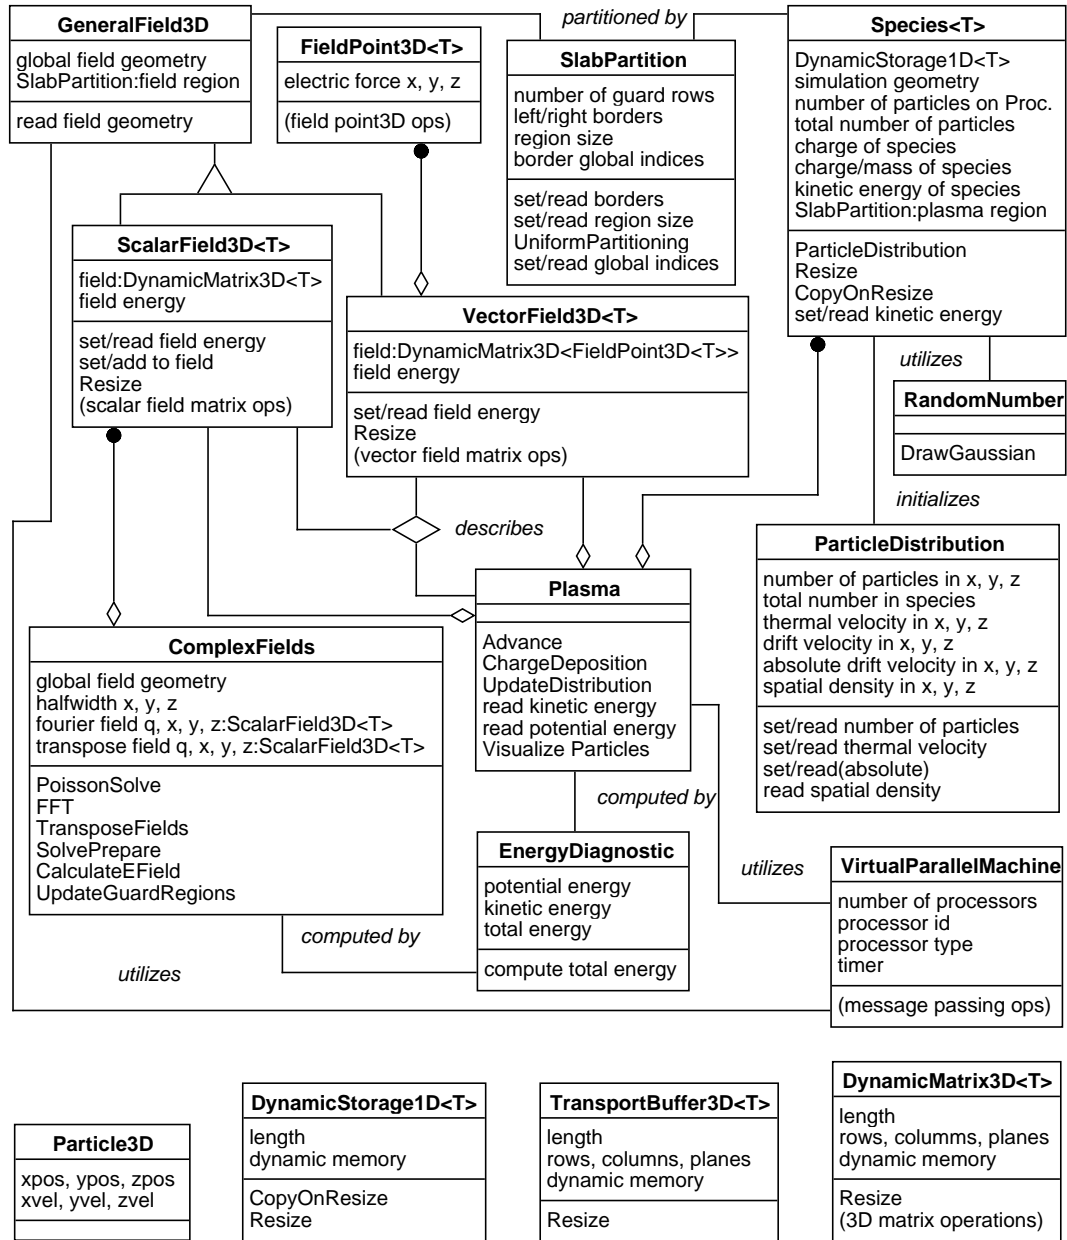 GeneralField3D
global field geometry
SlabPartition:field region
read field geometry
FieldPoint3D<T>
electric force x, y, z
(field point3D ops)
partitioned by
SlabPartition
number of guard rows
left/right borders
region size
border global indices
set/read borders
set/read region size
UniformPartitioning
set/read global indices
Species<T>
DynamicStorage1D<T>
simulation geometry
number of particles on Proc.
total number of particles
charge of species
charge/mass of species
kinetic energy of species
SlabPartition:plasma region
ParticleDistribution
Resize
CopyOnResize
set/read kinetic energy
ScalarField3D<T>
field:DynamicMatrix3D<T>
field energy
set/read field energy
set/add to field
Resize
(scalar field matrix ops)
VectorField3D<T>
field:DynamicMatrix3D<FieldPoint3D<T>>
field energy
set/read field energy
Resize
(vector field matrix ops)
utilizes
RandomNumber
DrawGaussian
initializes
describes
ParticleDistribution
number of particles in x, y, z
total number in species
thermal velocity in x, y, z
drift velocity in x, y, z
absolute drift velocity in x, y, z
spatial density in x, y, z
set/read number of particles
set/read thermal velocity
set/read(absolute)
read spatial density
Plasma
Advance
ChargeDeposition
UpdateDistribution
read kinetic energy
read potential energy
Visualize Particles
ComplexFields
global field geometry
halfwidth x, y, z
fourier field q, x, y, z:ScalarField3D<T>
transpose field q, x, y, z:ScalarField3D<T>
PoissonSolve
FFT
TransposeFields
SolvePrepare
CalculateEField
UpdateGuardRegions
computed by
EnergyDiagnostic
potential energy
kinetic energy
total energy
compute total energy
utilizes
VirtualParallelMachine
number of processors
processor id
processor type
timer
(message passing ops)
computed by
utilizes
Particle3D
xpos, ypos, zpos
xvel, yvel, zvel
DynamicStorage1D<T>
length
dynamic memory
CopyOnResize
Resize
TransportBuffer3D<T>
length
rows, columns, planes
dynamic memory
Resize
DynamicMatrix3D<T>
length
rows, columms, planes
dynamic memory
Resize
(3D matrix operations)